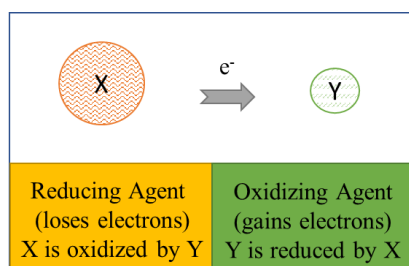 X
e-
Y
Reducing Agent
(loses electrons)
X is oxidized by Y
Oxidizing Agent
(gains electrons)
Y is reduced by X